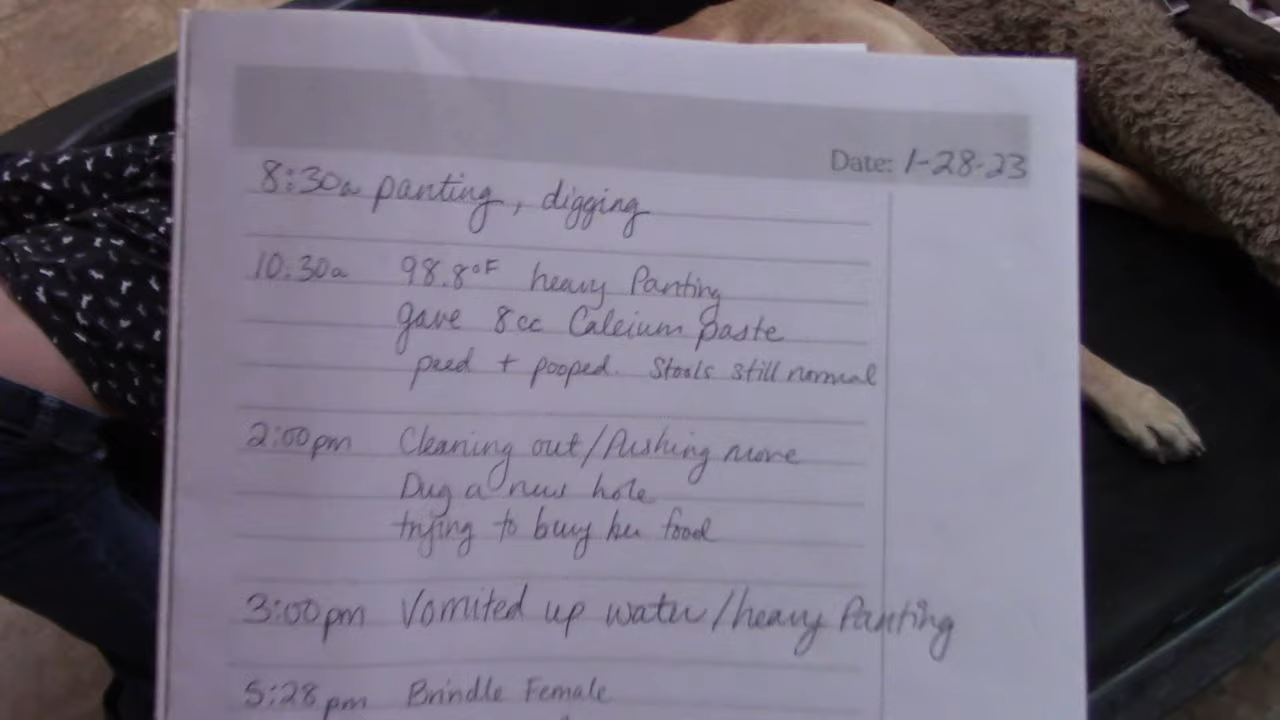 Date: 1-28-23
8:30a panting, digging
10:30a 98.8°F heavy Panting
gave 8cc Calcium paste
peed + pooped. Stools still normal
2:00pm Cleaning out/Pushing more
Dug a new hole
trying to bury her food
3:00pm Vomited up water/heavy Panting
5:28pm Brindle Female